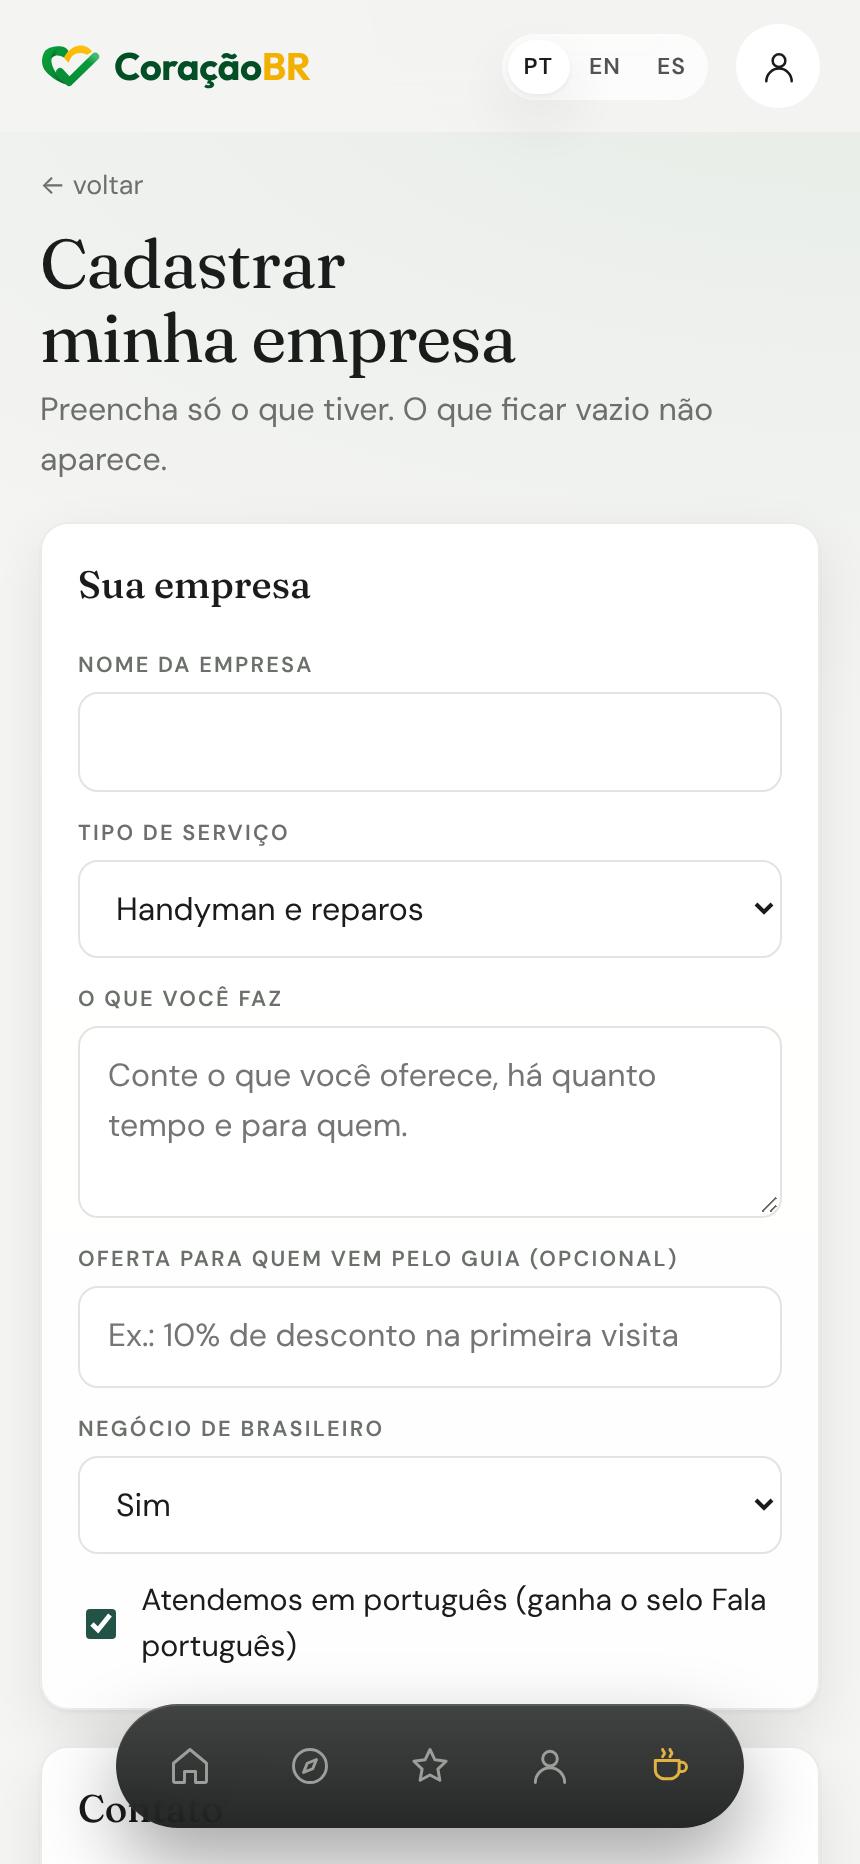 CoraçãoBR
PT EN ES
← voltar
Cadastrar
minha empresa
Preencha só o que tiver. O que ficar vazio não
aparece.
Sua empresa
NOME DA EMPRESA
TIPO DE SERVIÇO
Handyman e reparos
O QUE VOCÊ FAZ
Conte o que você oferece, há quanto
tempo e para quem.
OFERTA PARA QUEM VEM PELO GUIA (OPCIONAL)
Ex.: 10% de desconto na primeira visita
NEGÓCIO DE BRASILEIRO
Sim
Atendemos em português (ganha o selo Fala
português)
Contato